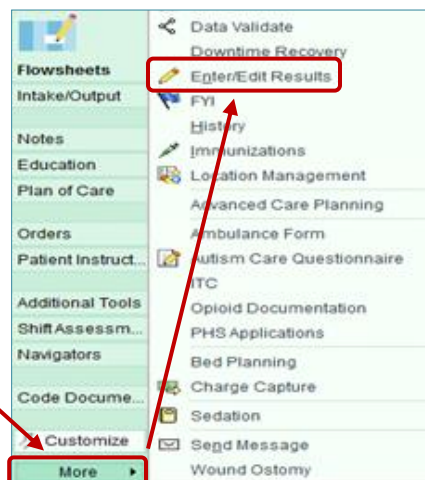 Flowsheets
Intake/Output
Notes
Education
Plan of Care
Orders
Patient Instruct...
Additional Tools
Shift Assessm...
Navigators
Code Docume...
Customize
More
Data Validate
Downtime Recovery
Enter/Edit Results
FYI
History
Immunizations
Location Management
Advanced Care Planning
Ambulance Form
Autism Care Questionnaire
ITC
Opioid Documentation
PHS Applications
Bed Planning
Charge Capture
Sedation
Send Message
Wound Ostomy